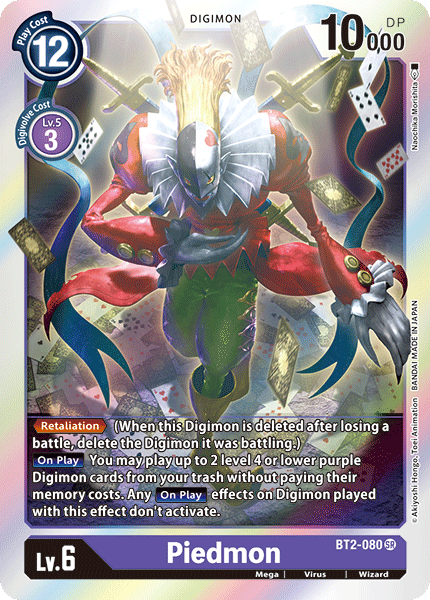 Play Cost
12
DIGIMON
DP
10000
Digivolve Cost
Lv.5
3
Naochika Morishita
Retaliation (When this Digimon is deleted after losing a
battle, delete the Digimon it was battling.)
On Play You may play up to 2 level 4 or lower purple
Digimon cards from your trash without paying their
memory costs. Any On Play effects on Digimon played
with this effect don't activate.
©Akiyoshi Hongo, Toei Animation BANDAI MADE IN JAPAN
Lv.6
Piedmon
BT2-080 SR
Mega | Virus | Wizard